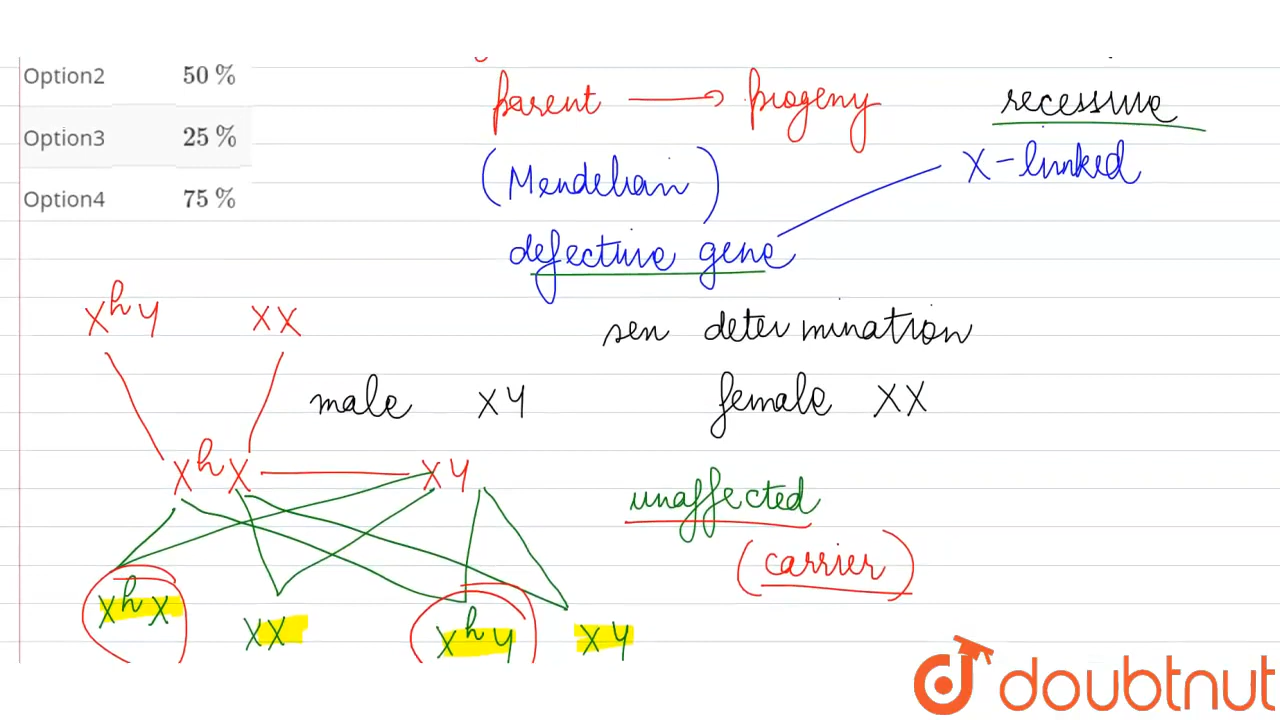 Option2 50 %
Option3 25 %
Option4 75 %
parent → progeny
recessive
(Mendelian)
X-linked
defective gene
XʰY XX
sen determination
male XY female XX
XʰX XY
unaffected
(carrier)
XʰX XX XʰY XY
doubtnut